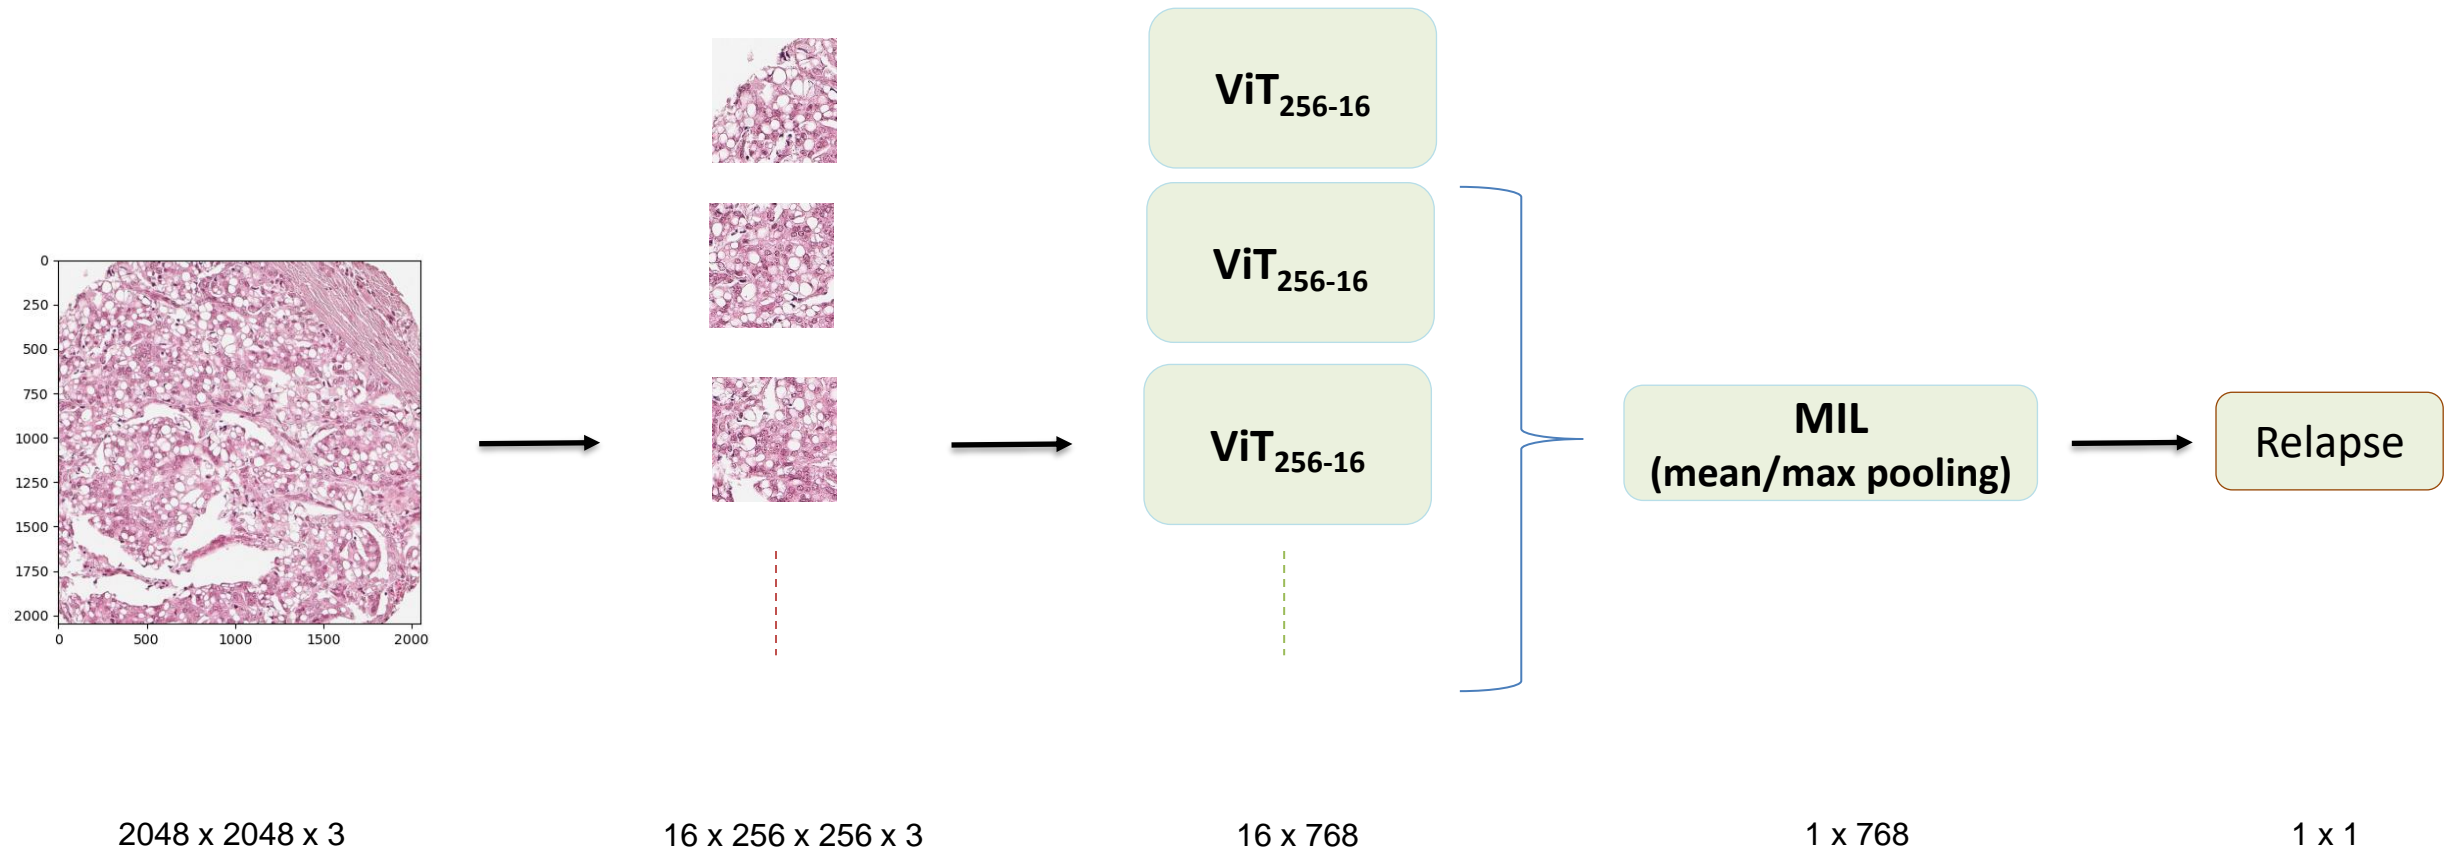 ViT256-16
ViT256-16
ViT256-16
0
250
500
750
1000
1250
1500
1750
2000
0 500 1000 1500 2000
MIL
(mean/max pooling)
Relapse
2048 x 2048 x 3
16 x 256 x 256 x 3
16 x 768
1 x 768
1 x 1